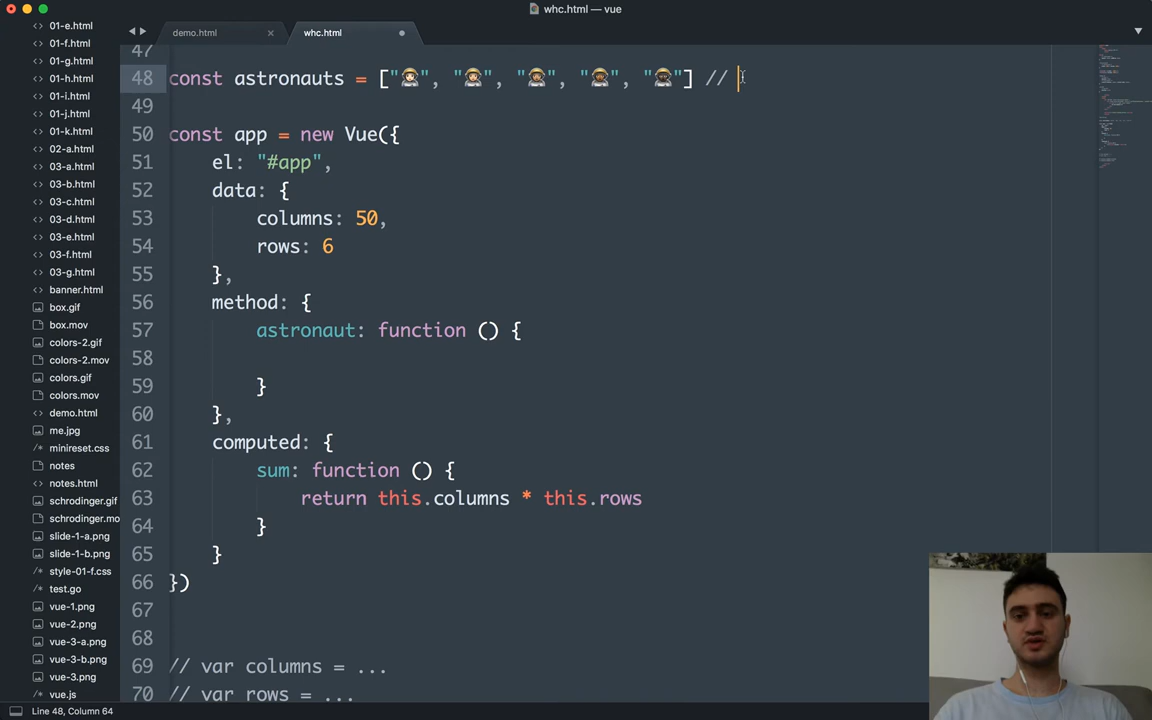 whc.html — vue
demo.html ×
whc.html
01-e.html
01-f.html
01-g.html
01-h.html
01-i.html
01-j.html
01-k.html
02-a.html
03-a.html
03-b.html
03-c.html
03-d.html
03-e.html
03-f.html
03-g.html
banner.html
box.gif
box.mov
colors-2.gif
colors-2.mov
colors.gif
colors.mov
demo.html
me.jpg
minireset.css
notes
notes.html
schrodinger.gif
schrodinger.mo
slide-1-a.png
slide-1-b.png
style-01-f.css
test.go
vue-1.png
vue-2.png
vue-3-a.png
vue-3-b.png
vue-3.png
vue.js
47
48 const astronauts = ["👩🏻‍🚀", "👩🏼‍🚀", "👩🏽‍🚀", "👩🏾‍🚀", "👩🏿‍🚀"] //
49
50 const app = new Vue({
51 el: "#app",
52 data: {
53 columns: 50,
54 rows: 6
55 },
56 method: {
57 astronaut: function () {
58
59 }
60 },
61 computed: {
62 sum: function () {
63 return this.columns * this.rows
64 }
65 }
66 })
67
68
69 // var columns = ...
70 // var rows = ...
Line 48, Column 64